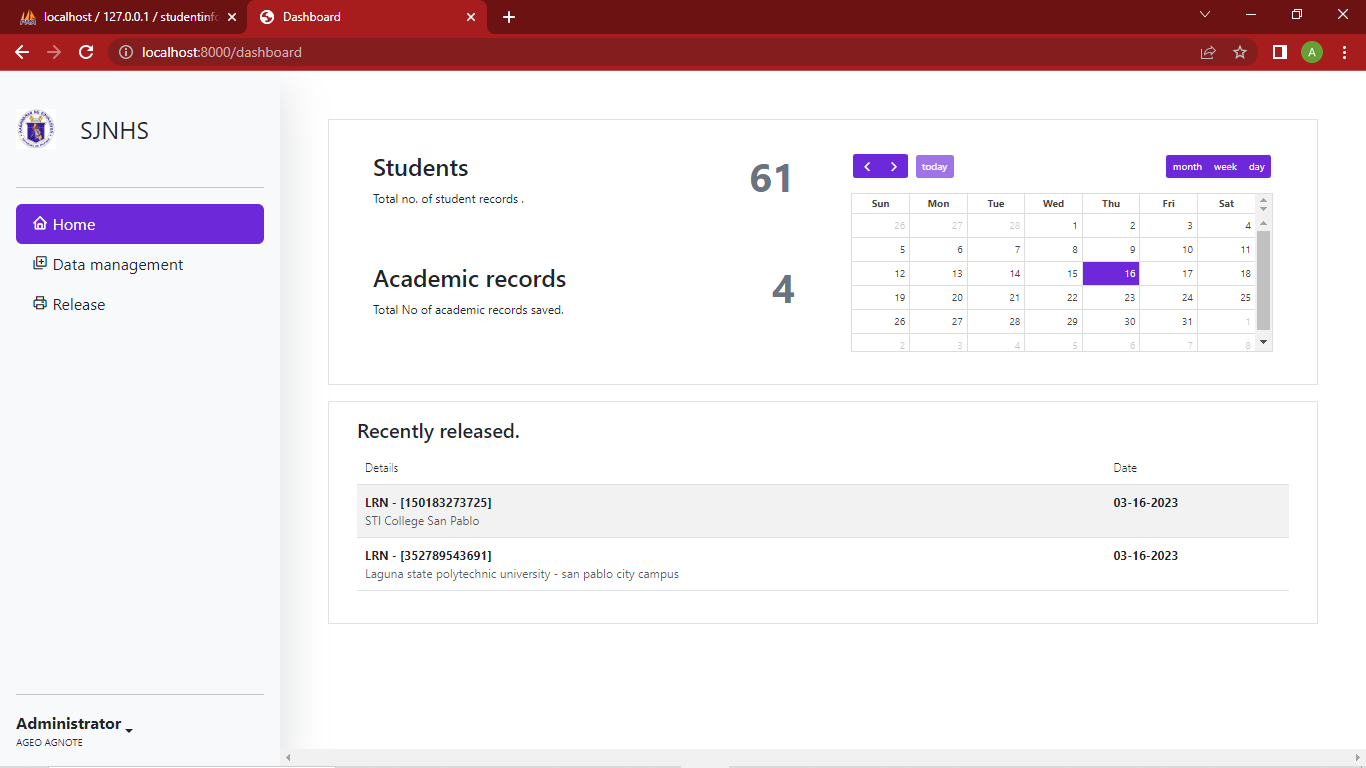 localhost / 127.0.0.1 / studentinfo
Dashboard
localhost:8000/dashboard
A
SJNHS
Home
Data management
Release
Administrator
AGEO AGNOTE
Students
61
Total no. of student records .
Academic records
4
Total No of academic records saved.
today
month week day
Sun Mon Tue Wed Thu Fri Sat
26 27 28 1 2 3 4
5 6 7 8 9 10 11
12 13 14 15 16 17 18
19 20 21 22 23 24 25
26 27 28 29 30 31 1
2 3 4 5 6 7 8
Recently released.
Details Date
LRN - [150183273725] 03-16-2023
STI College San Pablo
LRN - [352789543691] 03-16-2023
Laguna state polytechnic university - san pablo city campus